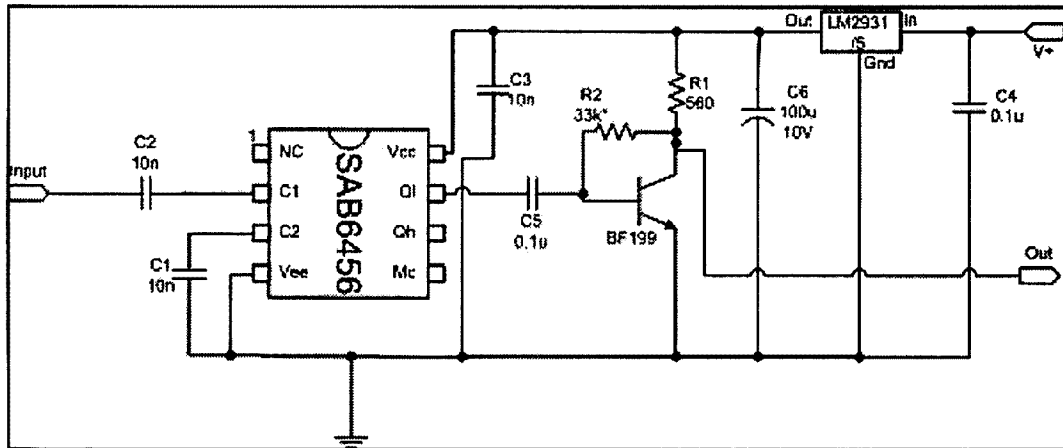 Out
LM2931
/5
In
Gnd
V+
C3
10n
R2
33k*
R1
560
C6
100u
10V
C4
0.1u
C2
10n
Input
1
NC
Vcc
C1
Ql
C2
Qh
Vee
Mc
SAB6456
C1
10n
C5
0.1u
BF199
Out